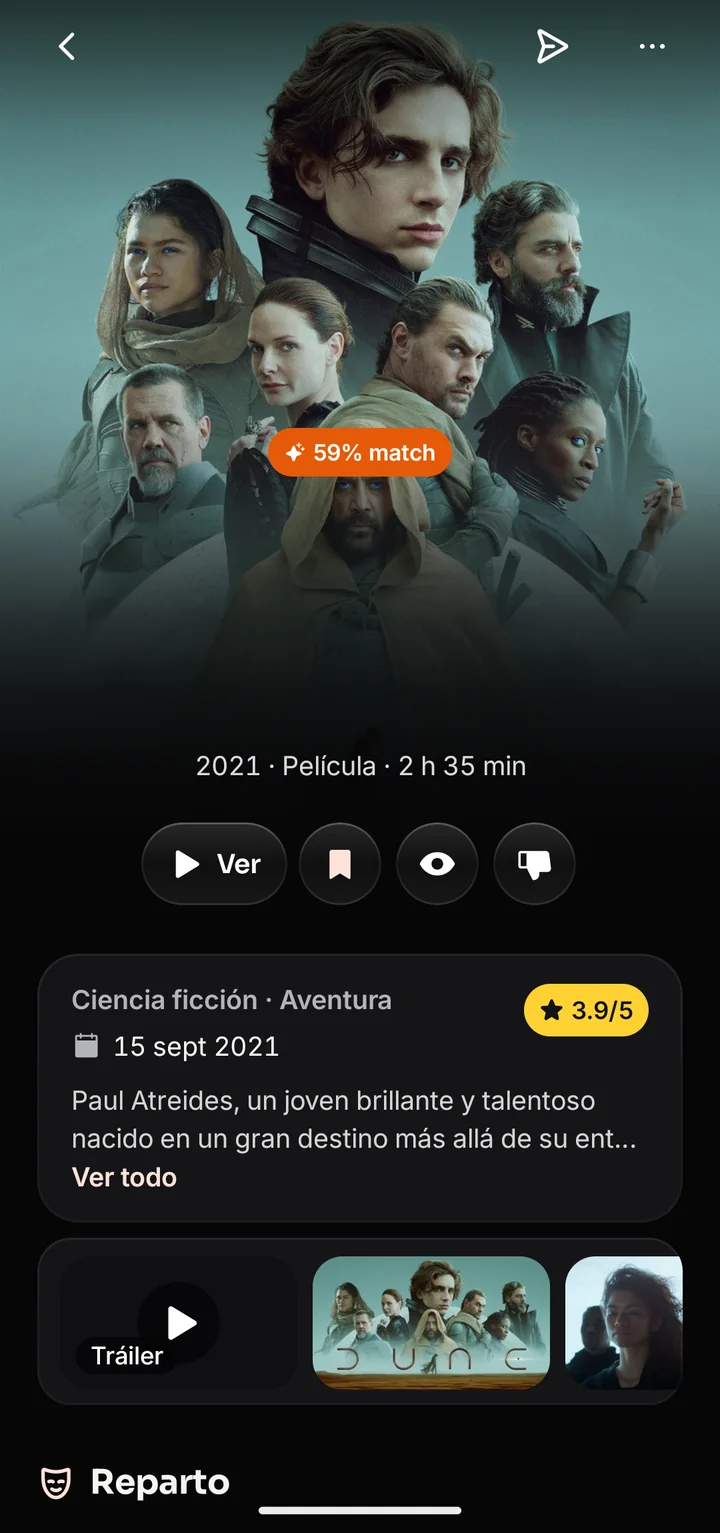 59% match
2021 · Película · 2 h 35 min
Ver
Ciencia ficción · Aventura
3.9/5
15 sept 2021
Paul Atreides, un joven brillante y talentoso
nacido en un gran destino más allá de su ent...
Ver todo
Tráiler
DUNE
Reparto